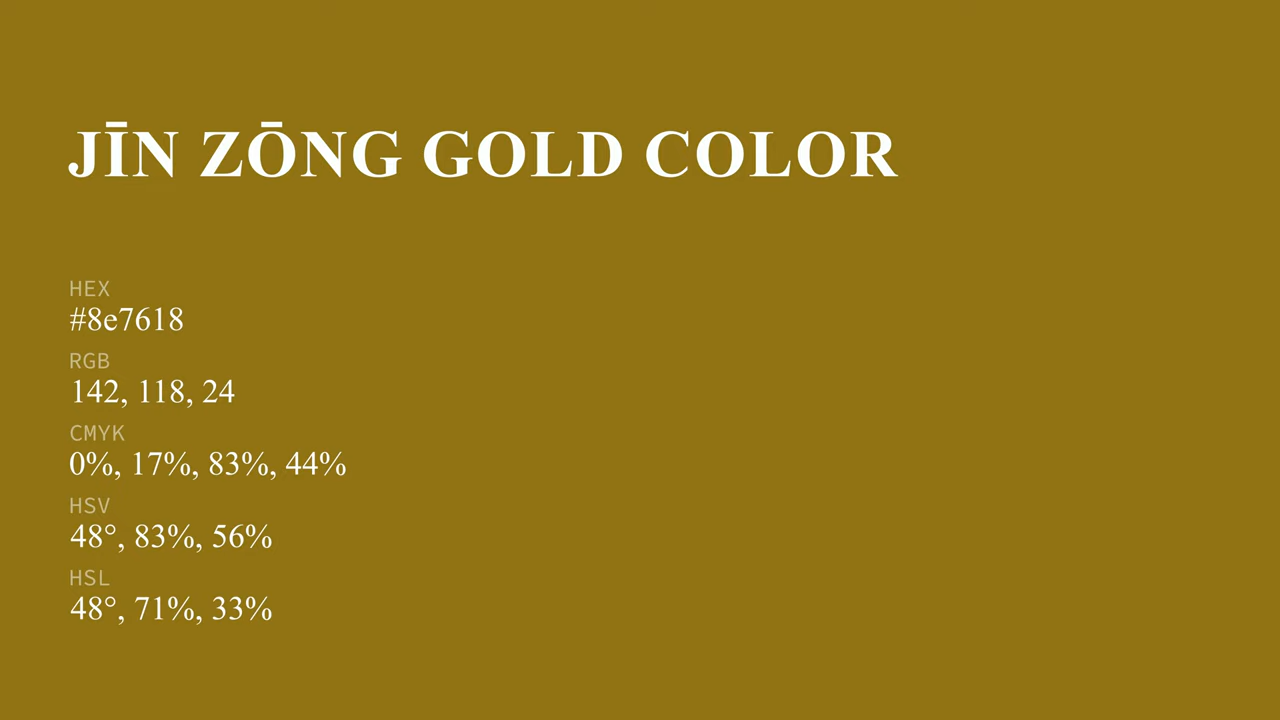 JĪN ZŌNG GOLD COLOR
HEX
#8e7618
RGB
142, 118, 24
CMYK
0%, 17%, 83%, 44%
HSV
48°, 83%, 56%
HSL
48°, 71%, 33%